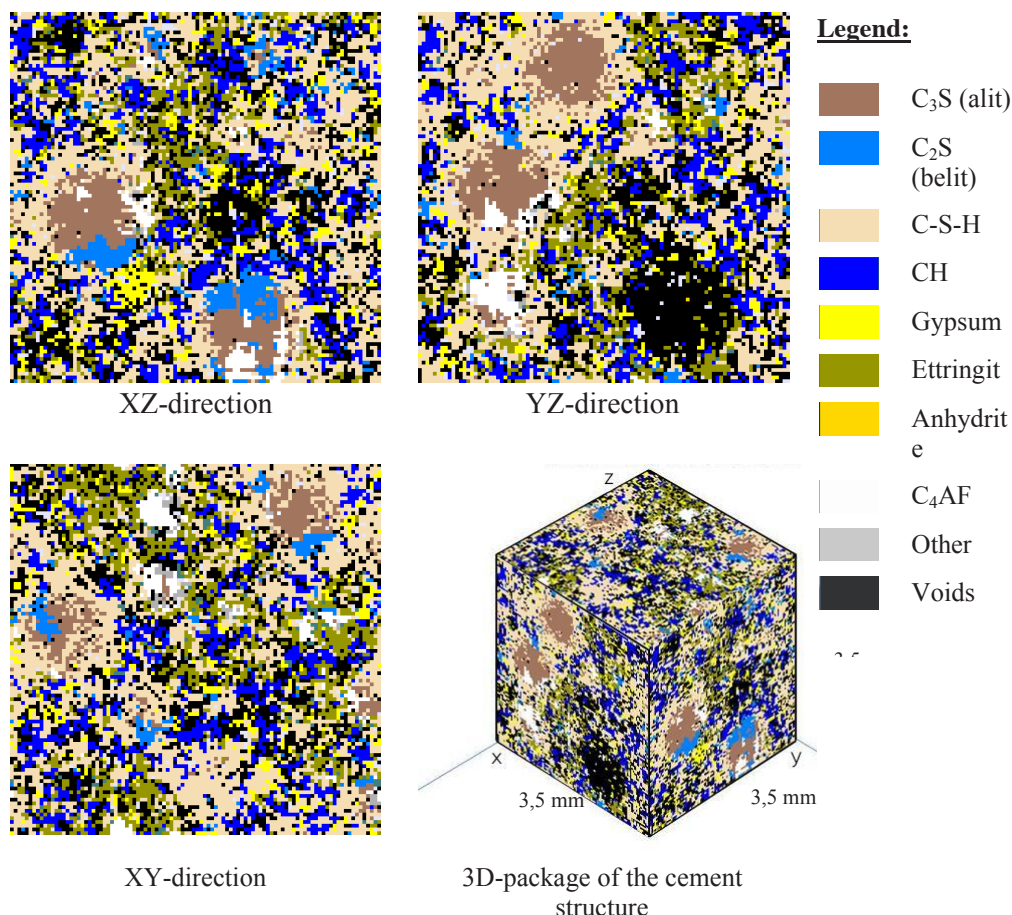 Legend:
C₃S (alit)
C₂S
(belit)
C-S-H
CH
Gypsum
Ettringit
Anhydrit
e
C₄AF
Other
Voids
XZ-direction
YZ-direction
z
x
y
3,5 mm
3,5 mm
XY-direction
3D-package of the cement
structure